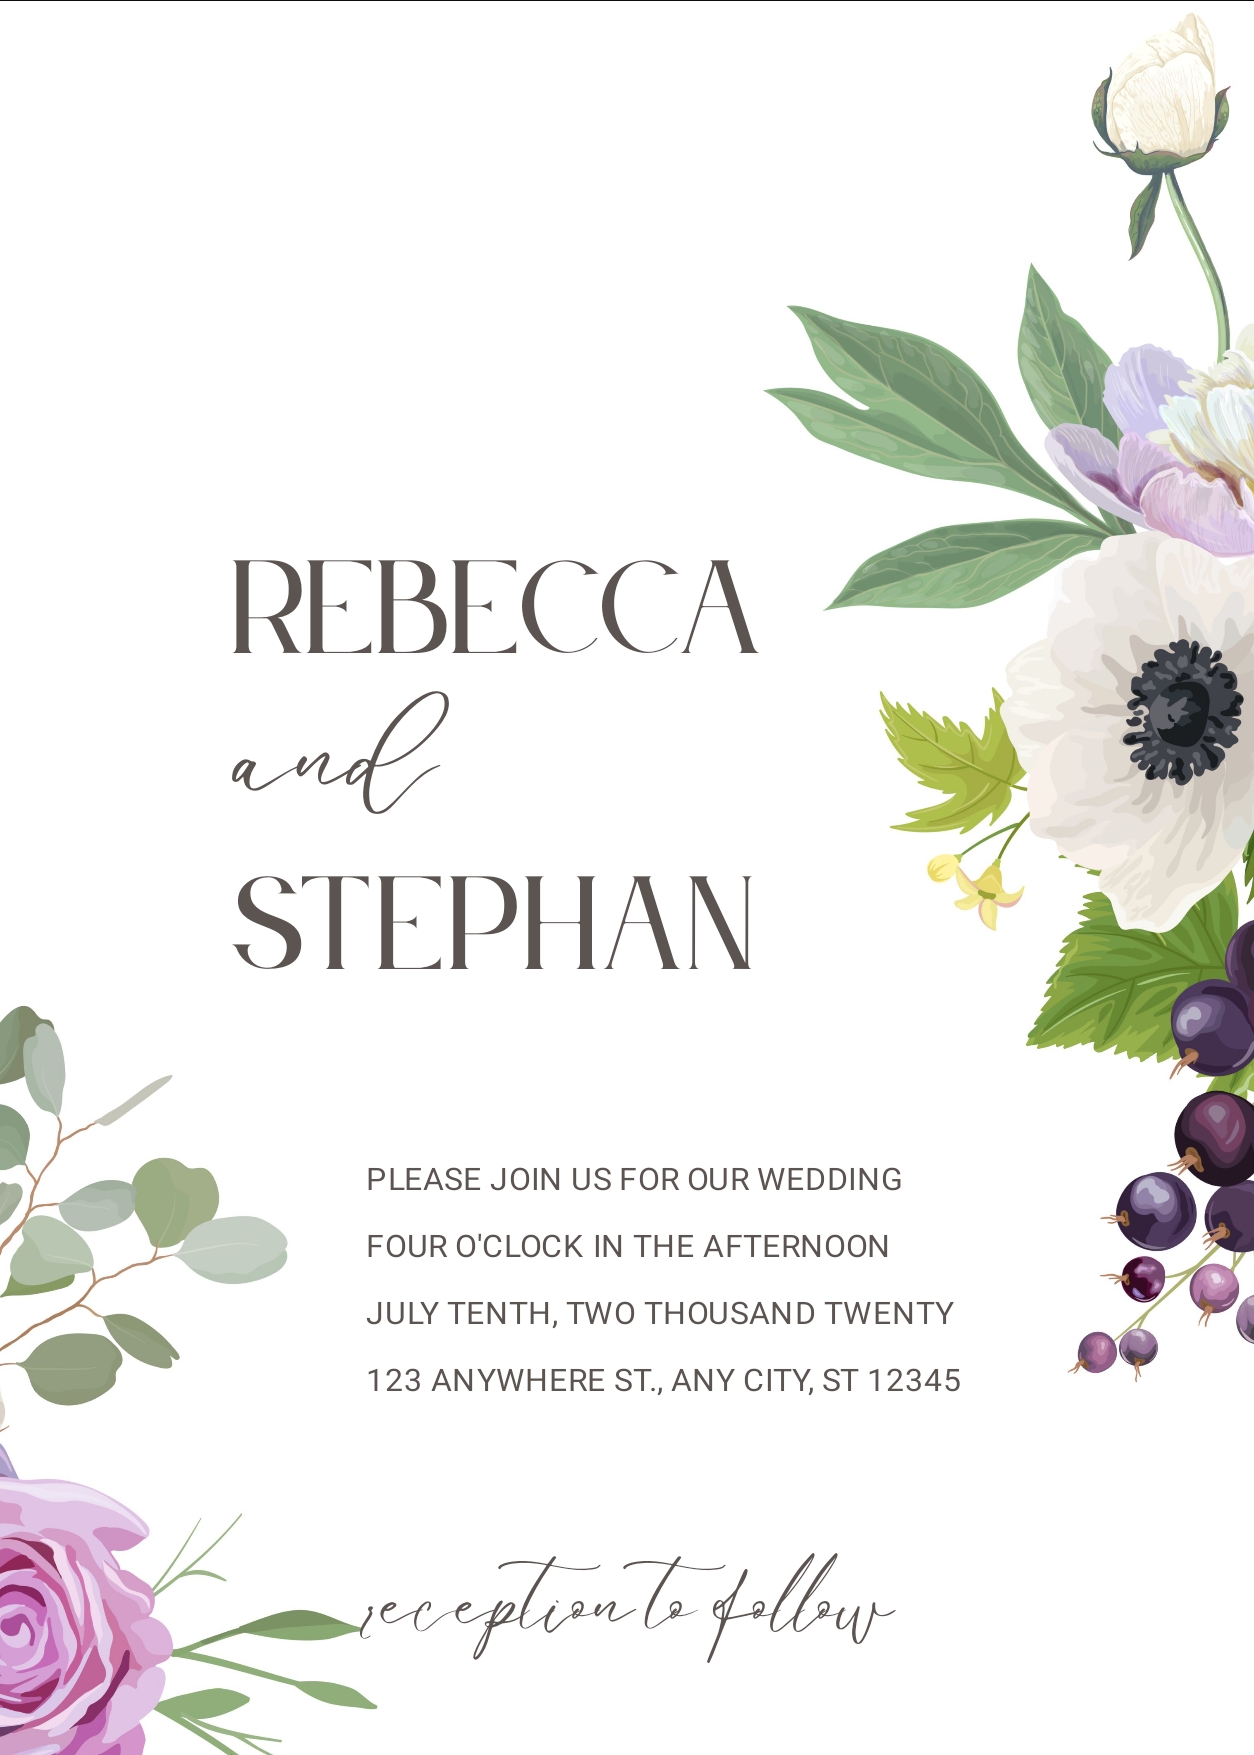 REBECCA
and
STEPHAN
PLEASE JOIN US FOR OUR WEDDING
FOUR O'CLOCK IN THE AFTERNOON
JULY TENTH, TWO THOUSAND TWENTY
123 ANYWHERE ST., ANY CITY, ST 12345
reception to follow